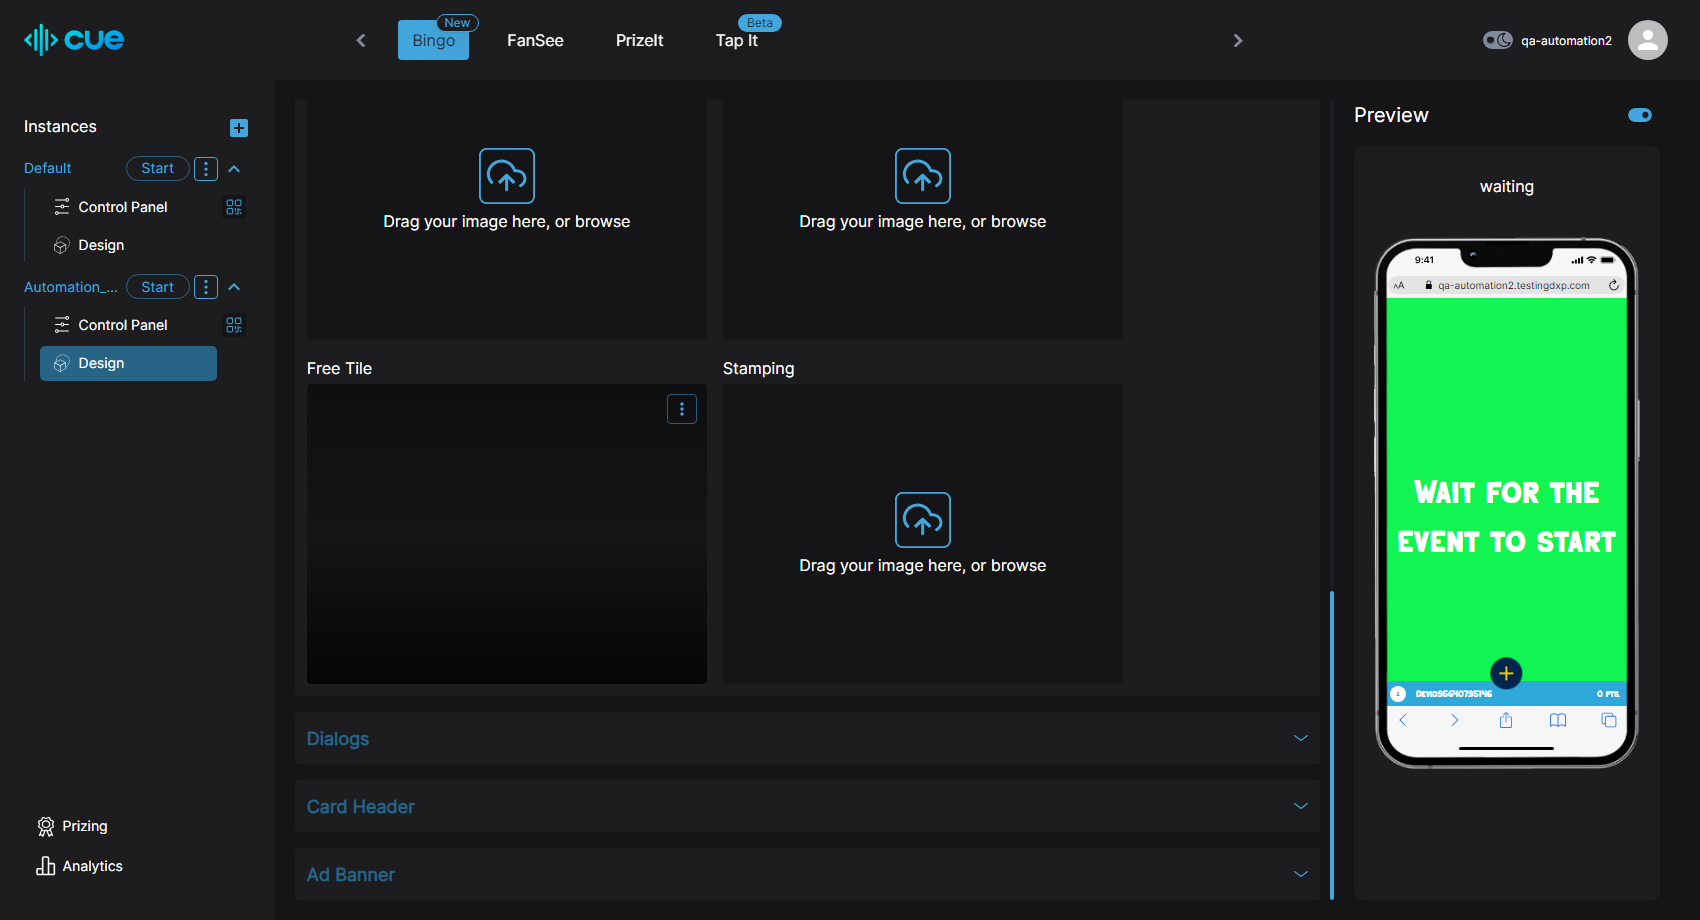 cue
Bingo
New
FanSee
PrizeIt
Tap It
Beta
qa-automation2
Instances
Default
Start
Control Panel
Design
Automation_...
Start
Control Panel
Design
Prizing
Analytics
Drag your image here, or browse
Drag your image here, or browse
Free Tile
Stamping
Drag your image here, or browse
Dialogs
Card Header
Ad Banner
Preview
waiting
9:41
AA
qa-automation2.testingdxp.com
WAIT FOR THE
EVENT TO START
DEVID95640795146
0 PTS.